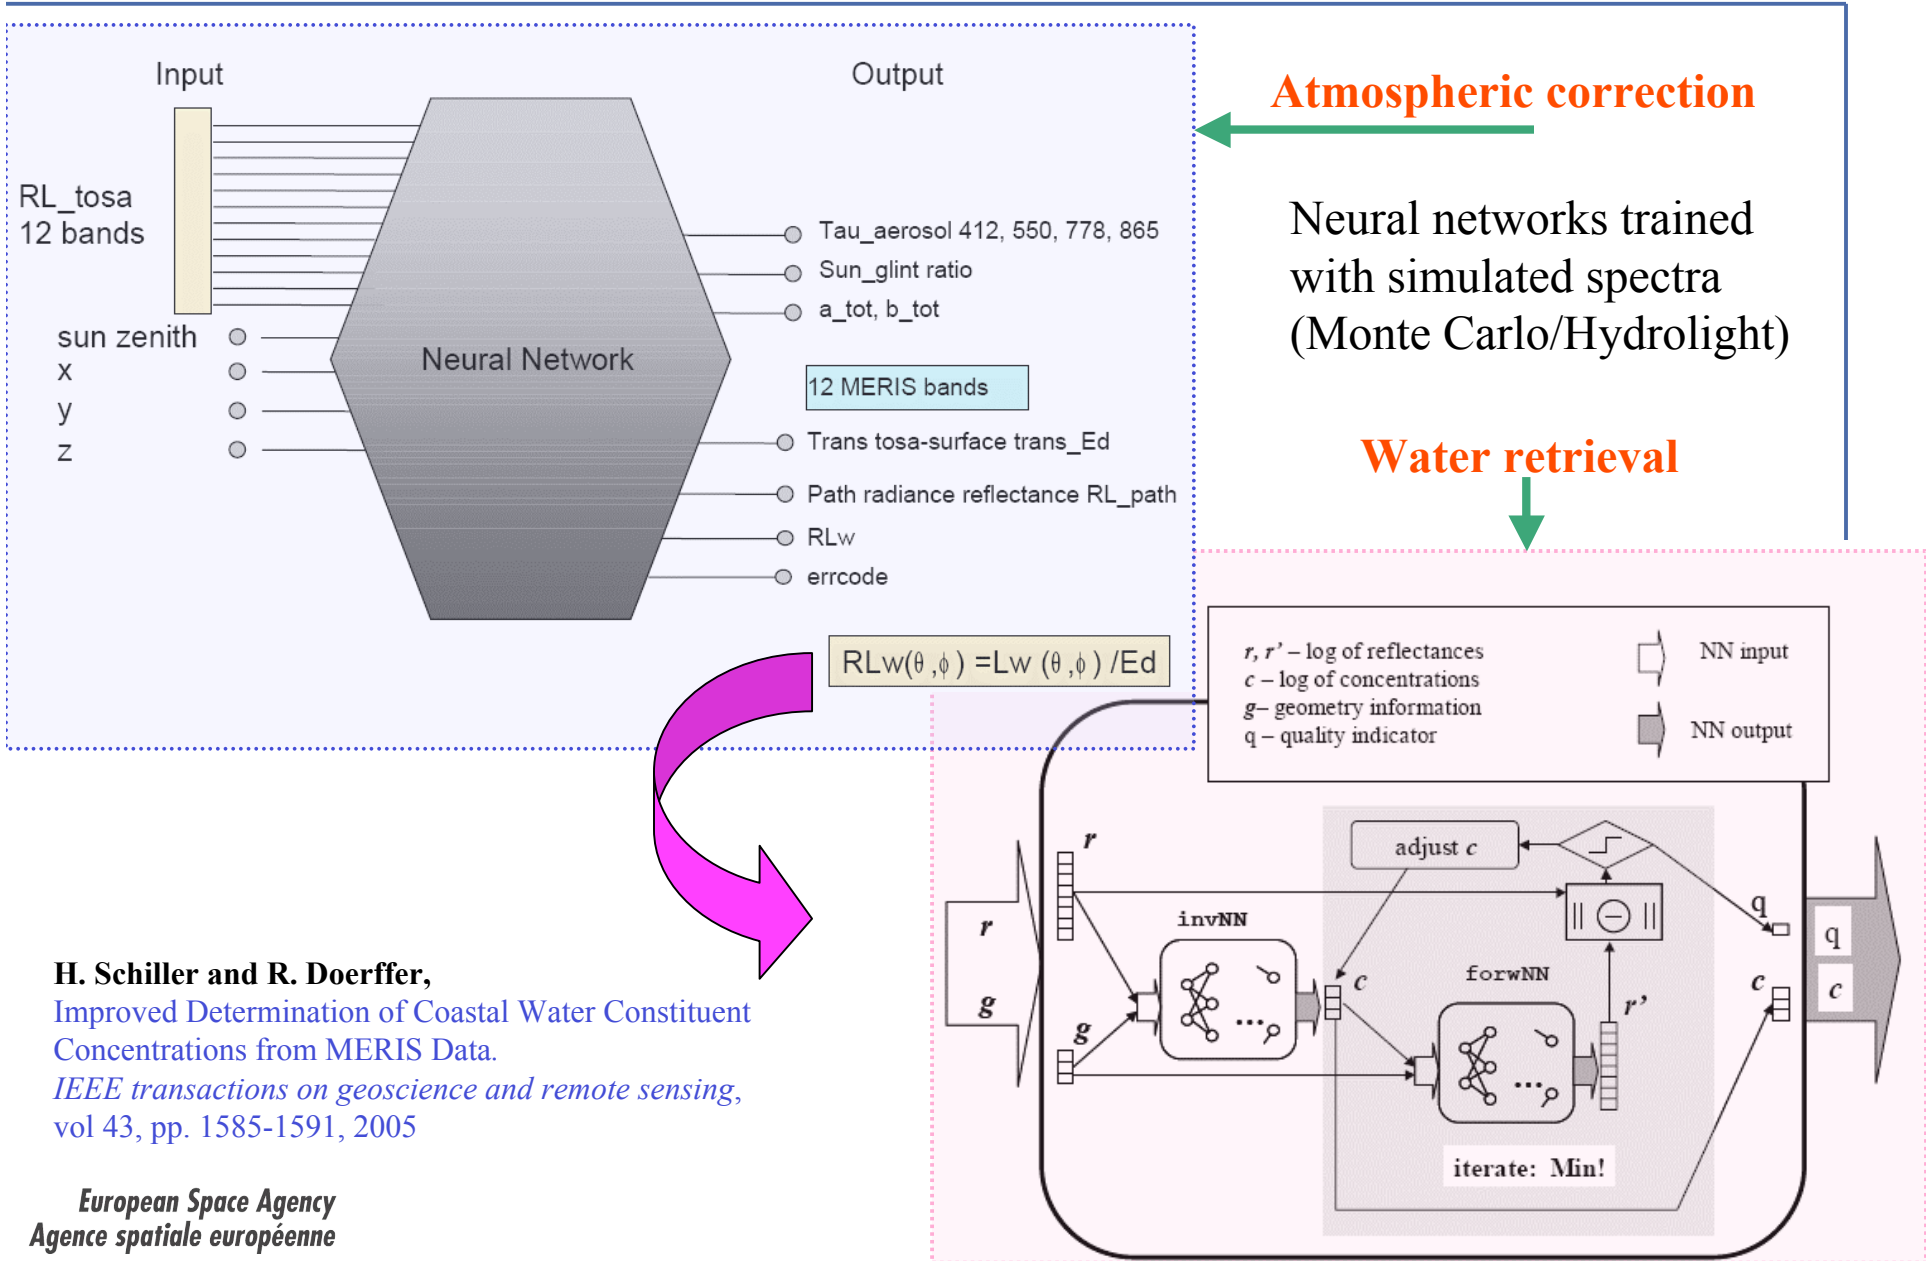 Input
Output
RL_tosa
12 bands
sun zenith
x
y
z
Neural Network
Tau_aerosol 412, 550, 778, 865
Sun_glint ratio
a_tot, b_tot
12 MERIS bands
Trans tosa-surface trans_Ed
Path radiance reflectance RL_path
RLw
errcode
RLw(θ,φ) =Lw (θ,φ) /Ed
Atmospheric correction
Neural networks trained
with simulated spectra
(Monte Carlo/Hydrolight)
Water retrieval
r, r’ – log of reflectances
c – log of concentrations
g– geometry information
q – quality indicator
NN input
NN output
r
g
r
g
invNN
c
adjust c
|| − ||
forwNN
r’
iterate: Min!
q
c
q
c
H. Schiller and R. Doerffer,
Improved Determination of Coastal Water Constituent
Concentrations from MERIS Data.
IEEE transactions on geoscience and remote sensing,
vol 43, pp. 1585-1591, 2005
European Space Agency
Agence spatiale européenne